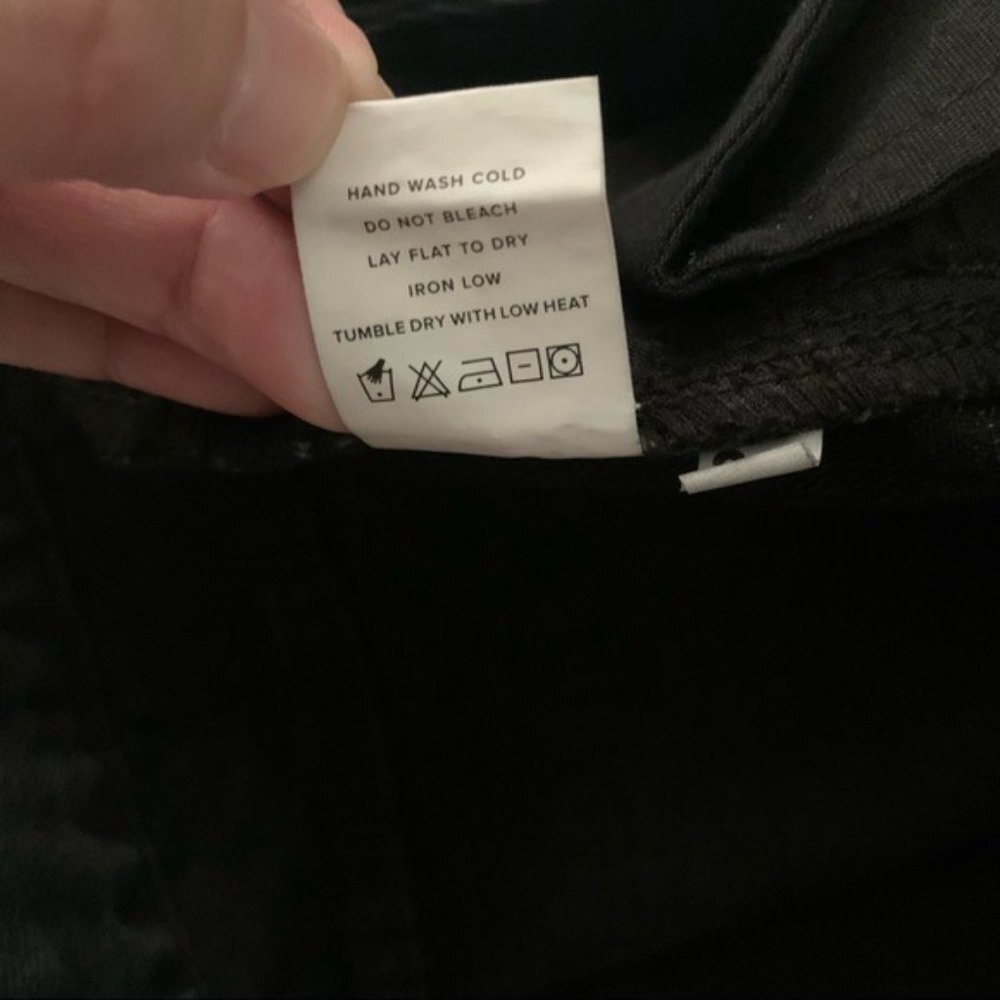 HAND WASH COLD
DO NOT BLEACH
LAY FLAT TO DRY
IRON LOW
TUMBLE DRY WITH LOW HEAT